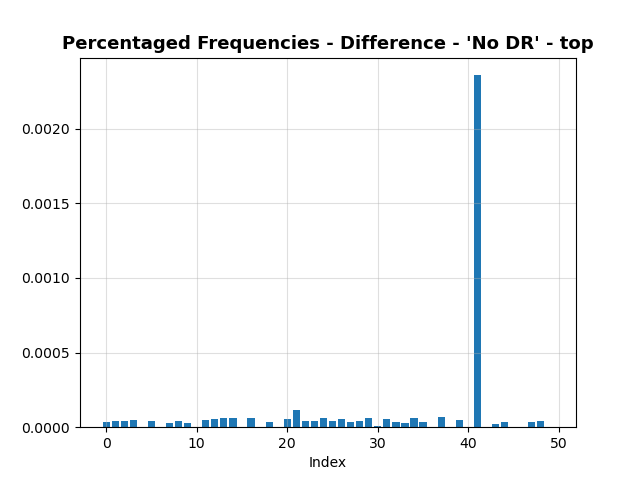 Percentaged Frequencies - Difference - 'No DR' - top
0.0020
0.0015
0.0010
0.0005
0.0000
0 10 20 30 40 50
Index